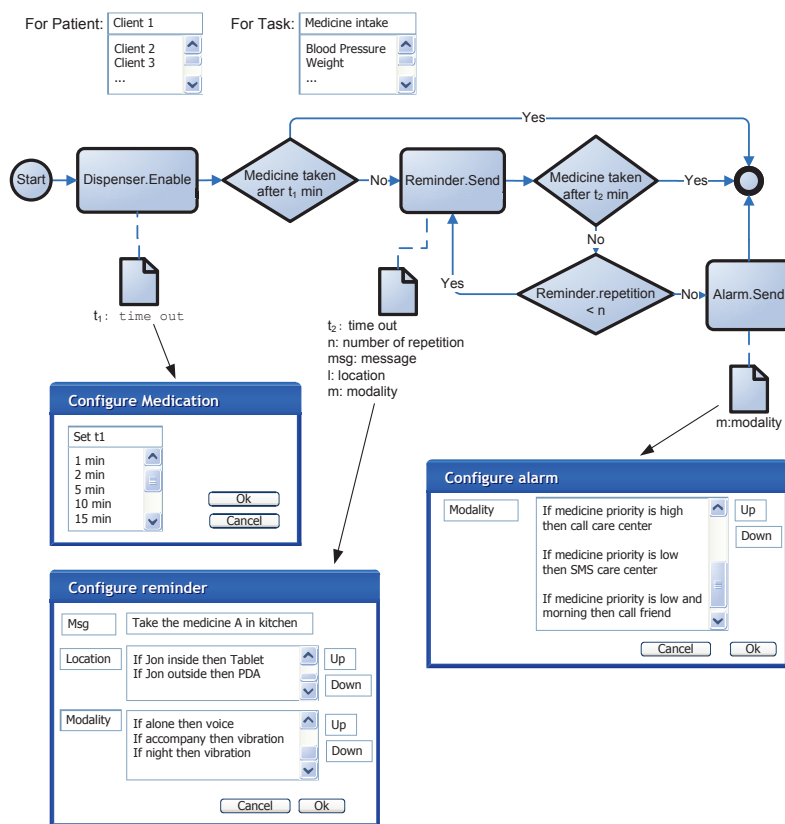 For Patient:
Client 1
Client 2
Client 3
...
For Task:
Medicine intake
Blood Pressure
Weight
...
Yes
Start
Dispenser.Enable
Medicine taken
after t₁ min
No
Reminder.Send
Medicine taken
after t₂ min
Yes
No
Yes
Reminder.repetition
< n
No
Alarm.Send
t₁: time out
t₂: time out
n: number of repetition
msg: message
l: location
m: modality
m:modality
Configure Medication
Set t1
1 min
2 min
5 min
10 min
15 min
Ok
Cancel
Configure alarm
Modality
If medicine priority is high
then call care center
If medicine priority is low
then SMS care center
If medicine priority is low and
morning then call friend
Up
Down
Cancel
Ok
Configure reminder
Msg
Take the medicine A in kitchen
Location
If Jon inside then Tablet
If Jon outside then PDA
Up
Down
Modality
If alone then voice
If accompany then vibration
If night then vibration
Up
Down
Cancel
Ok